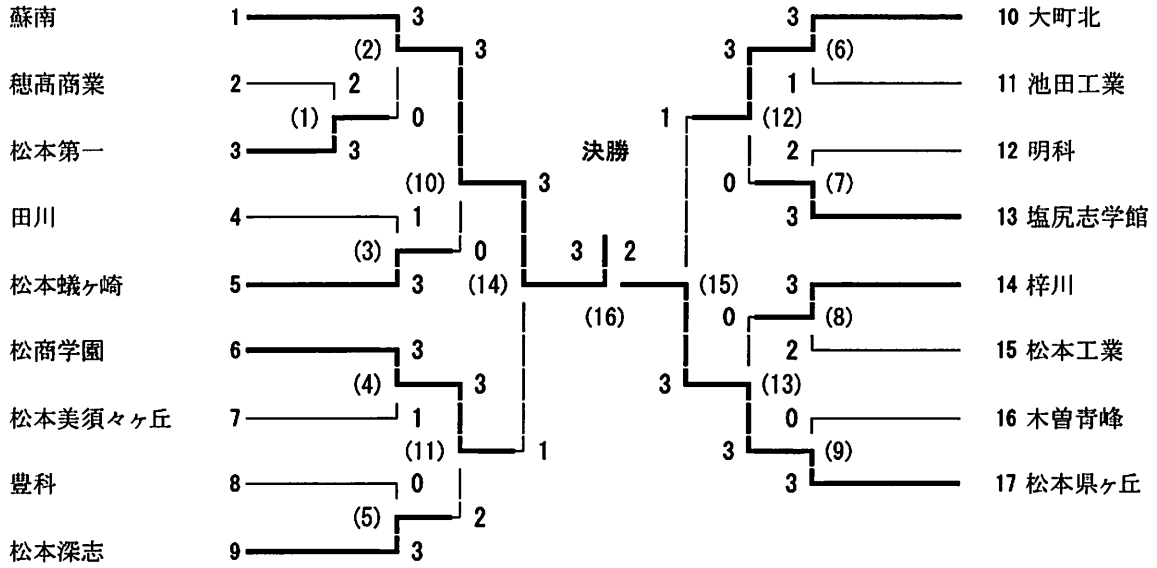 蘇南 1 3 3 10 大町北
(2) 3 3 (6)
穂高商業 2 2 1 11 池田工業
(1) 0 1 (12)
松本第一 3 3 決勝 2 12 明科
(10) 3 0 (7)
田川 4 1 3 13 塩尻志学館
(3) 0 3 2
松本蟻ヶ崎 5 3 (14) (15) 3 14 梓川
(16) 0 (8)
松商学園 6 3 2 15 松本工業
(4) 3 3 (13)
松本美須々ヶ丘 7 1 0 16 木曽青峰
(11) 1 3 (9)
豊科 8 0 3 17 松本県ヶ丘
(5) 2
松本深志 9 3